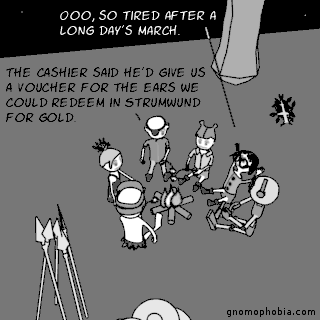 OOO, SO TIRED AFTER A
LONG DAY'S MARCH.
THE CASHIER SAID HE'D GIVE US
A VOUCHER FOR THE EARS WE
COULD REDEEM IN STRUMWUND
FOR GOLD.
gnomophobia.com